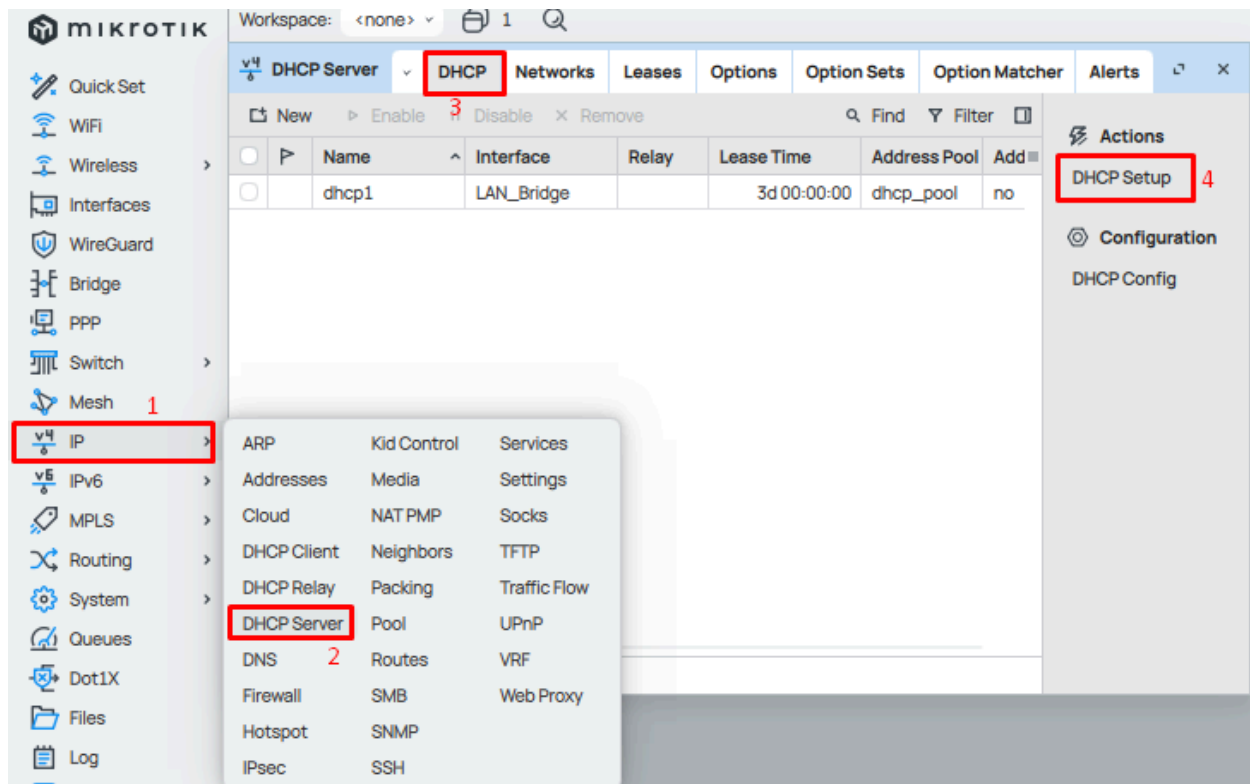 MikroTik
Workspace: <none> 1
DHCP Server DHCP Networks Leases Options Option Sets Option Matcher Alerts
3
New Enable Disable Remove Find Filter
Name Interface Relay Lease Time Address Pool Add
dhcp1 LAN_Bridge 3d 00:00:00 dhcp_pool no
Actions
DHCP Setup 4
Configuration
DHCP Config
Quick Set
WiFi
Wireless
Interfaces
WireGuard
Bridge
PPP
Switch
Mesh 1
v4 IP
v6 IPv6
MPLS
Routing
System
Queues
Dot1X
Files
Log
ARP Kid Control Services
Addresses Media Settings
Cloud NAT PMP Socks
DHCP Client Neighbors TFTP
DHCP Relay Packing Traffic Flow
DHCP Server Pool UPnP
DNS 2 Routes VRF
Firewall SMB Web Proxy
Hotspot SNMP
IPsec SSH